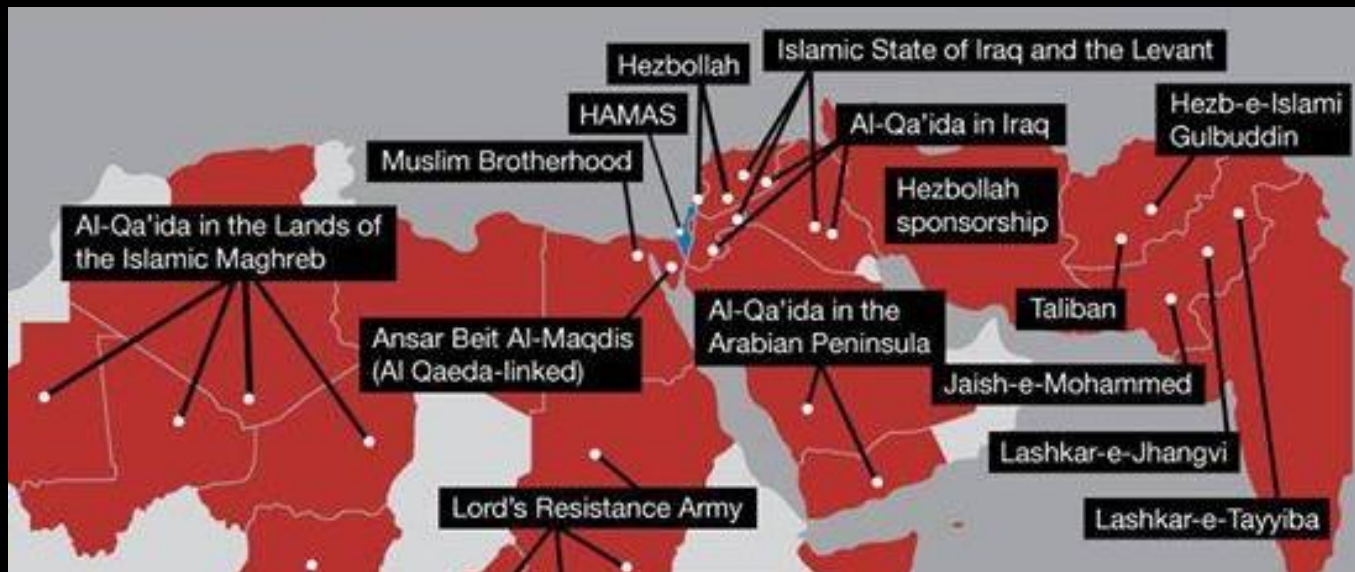 Islamic State of Iraq and the Levant
Hezbollah
HAMAS
Al-Qa'ida in Iraq
Hezb-e-Islami
Gulbuddin
Muslim Brotherhood
Hezbollah
sponsorship
Al-Qa'ida in the Lands of
the Islamic Maghreb
Taliban
Al-Qa'ida in the
Arabian Peninsula
Ansar Beit Al-Maqdis
(Al Qaeda-linked)
Jaish-e-Mohammed
Lashkar-e-Jhangvi
Lord's Resistance Army
Lashkar-e-Tayyiba